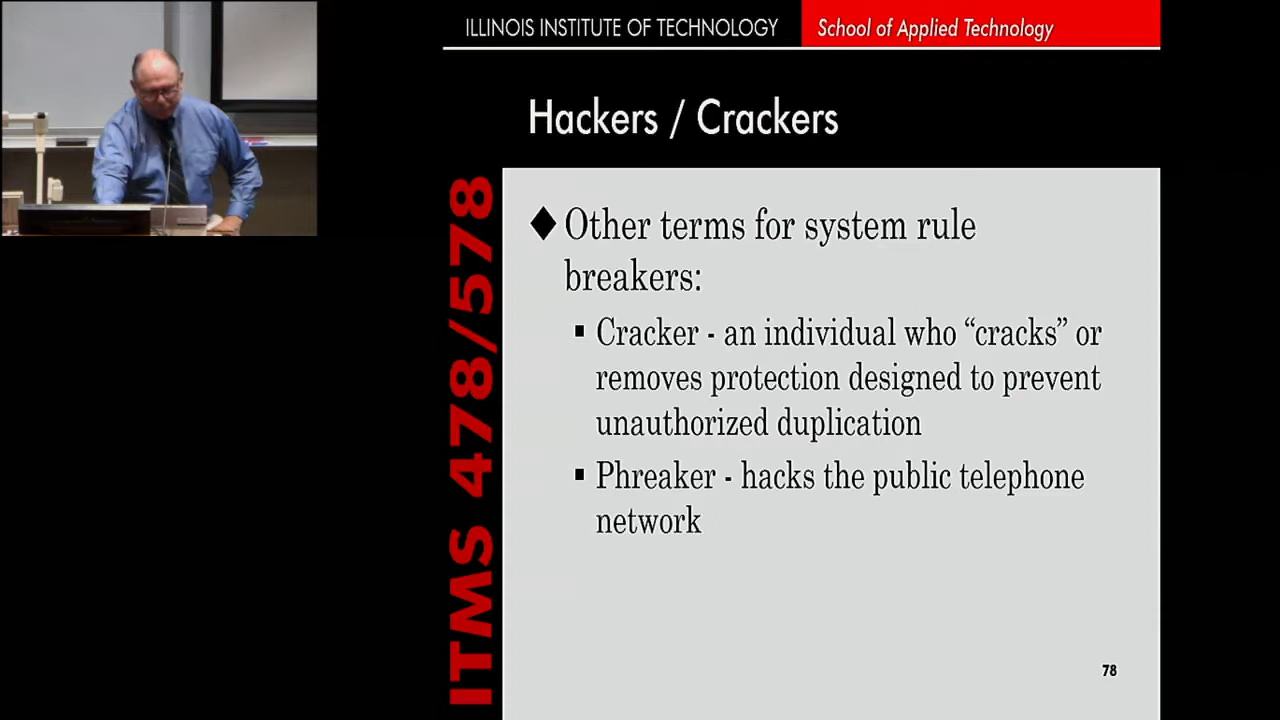 ILLINOIS INSTITUTE OF TECHNOLOGY
School of Applied Technology
Hackers / Crackers
ITMS 478/578
◆ Other terms for system rule
breakers:
▪ Cracker - an individual who “cracks” or
removes protection designed to prevent
unauthorized duplication
▪ Phreaker - hacks the public telephone
network
78